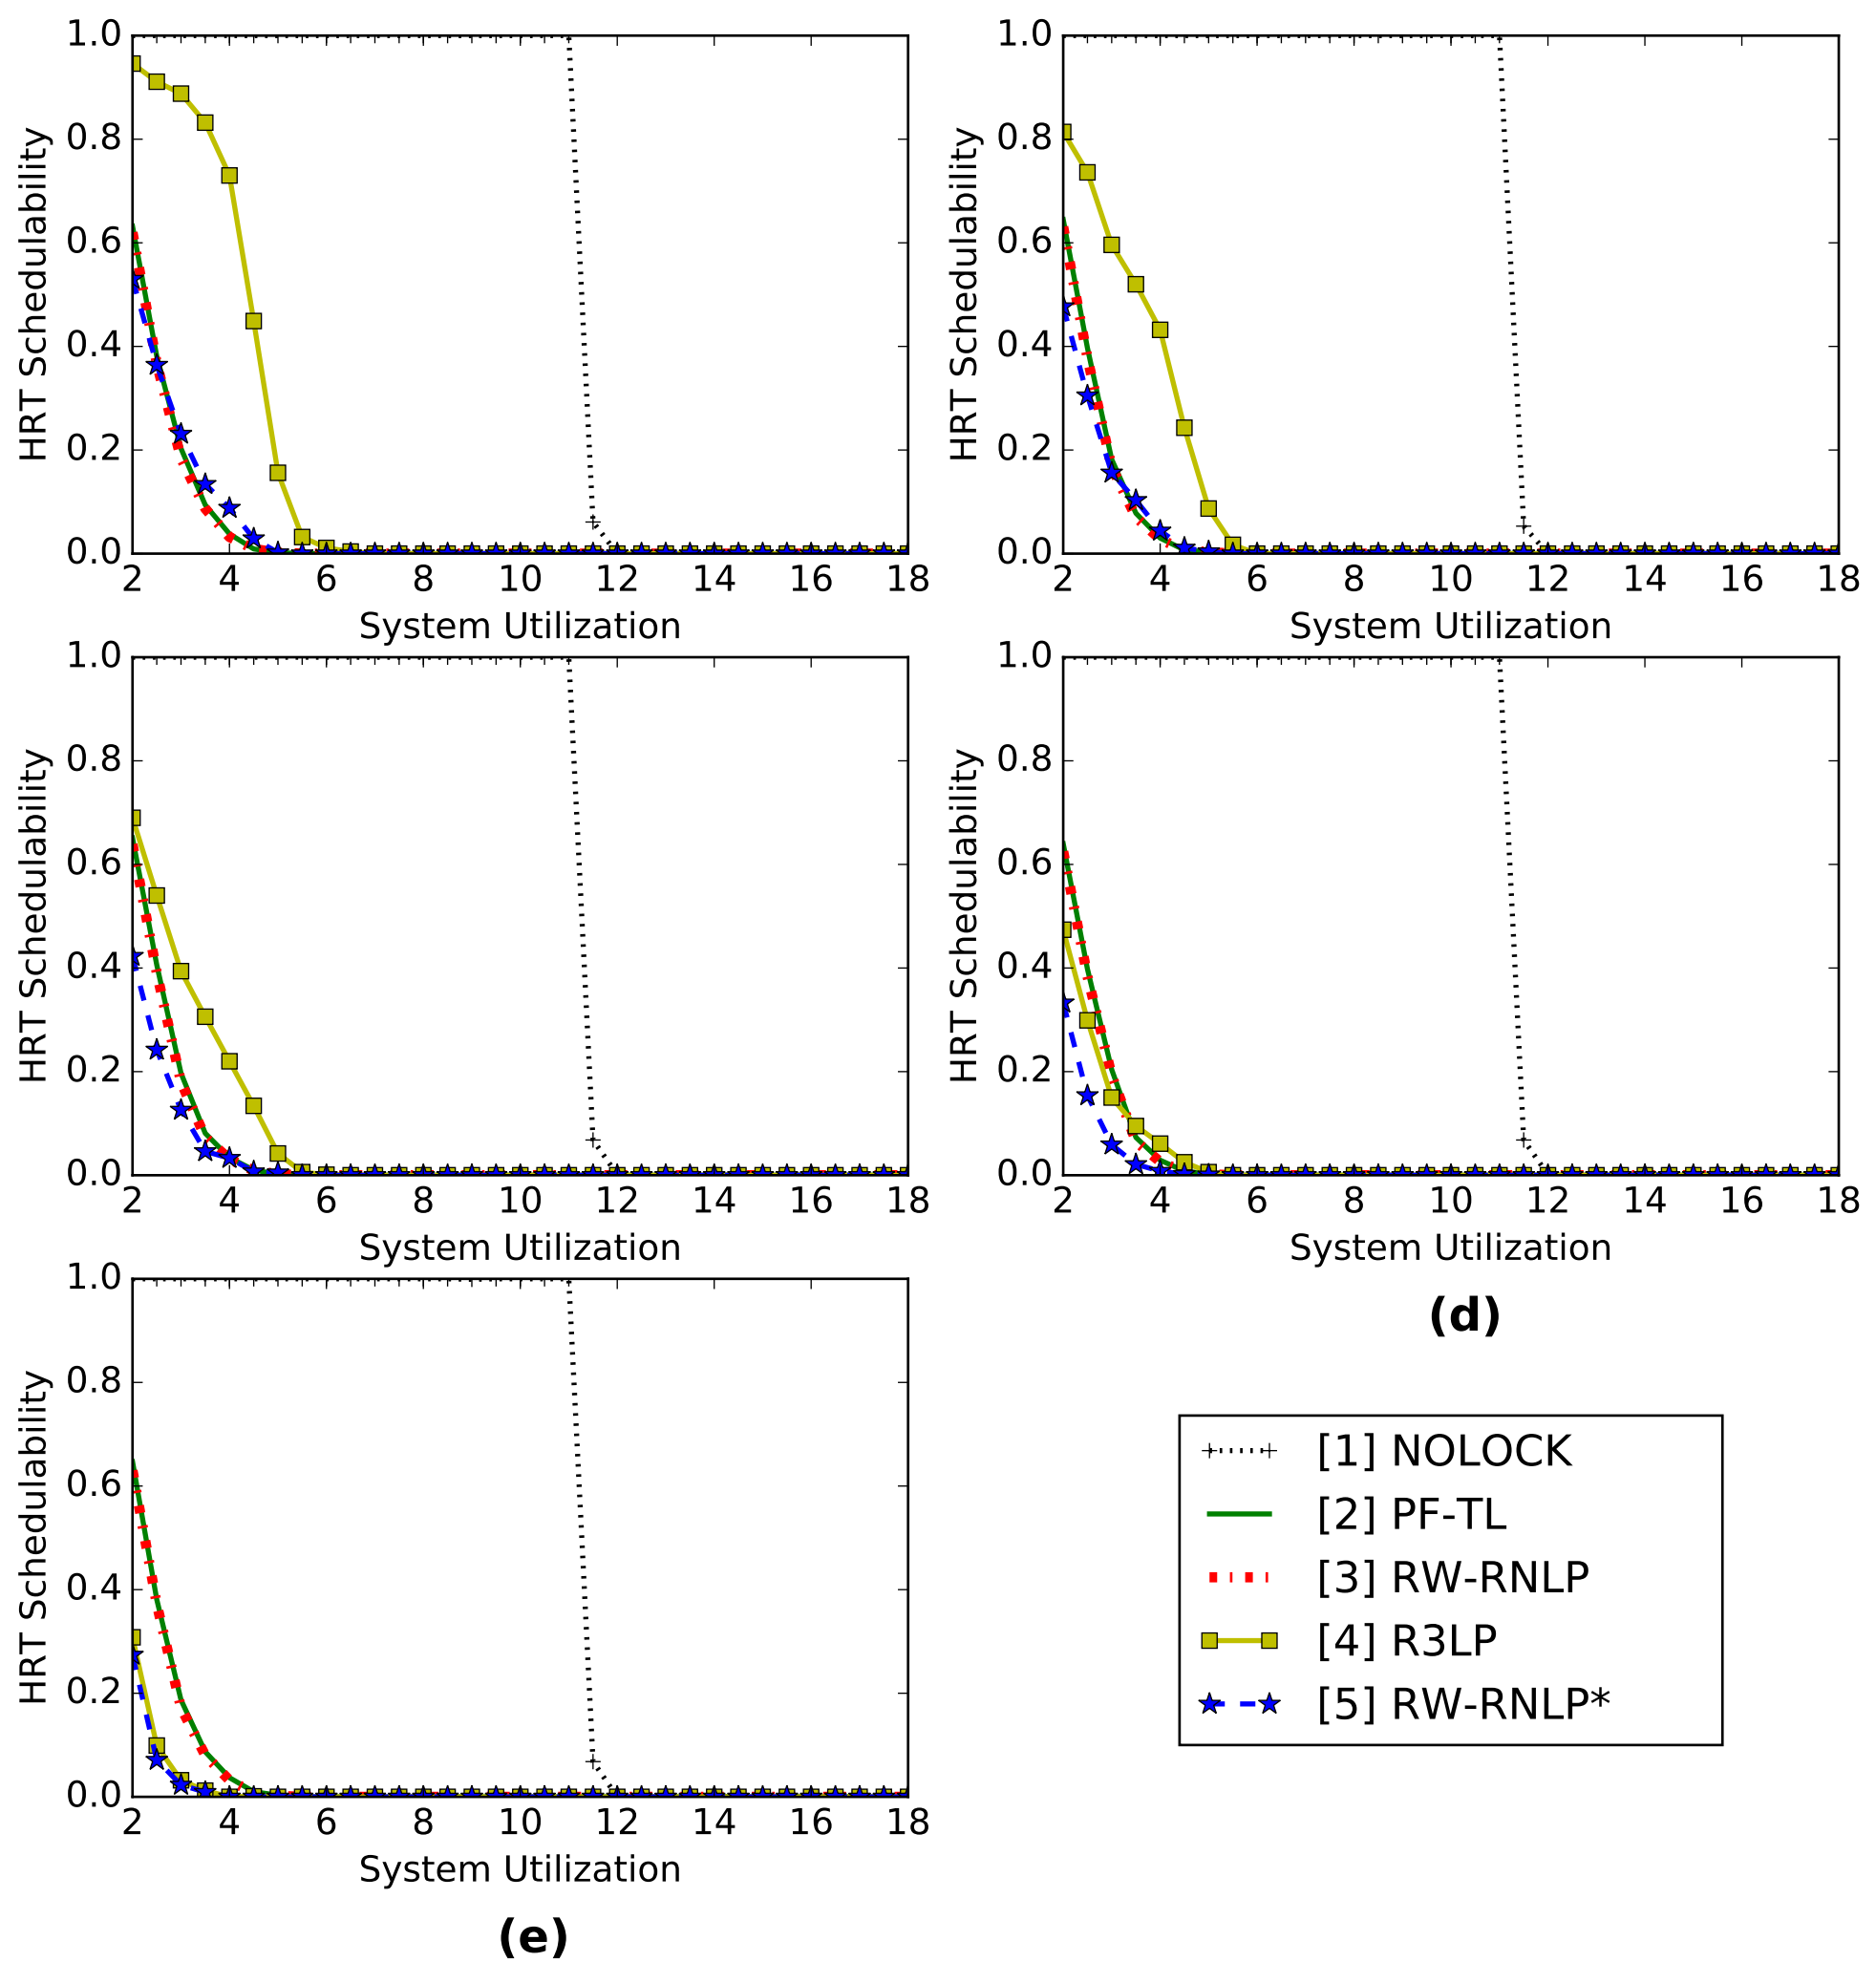 1.0
0.8
0.6
0.4
0.2
0.0
HRT Schedulability
2 4 6 8 10 12 14 16 18
System Utilization
1.0
0.8
0.6
0.4
0.2
0.0
HRT Schedulability
2 4 6 8 10 12 14 16 18
System Utilization
1.0
0.8
0.6
0.4
0.2
0.0
HRT Schedulability
2 4 6 8 10 12 14 16 18
System Utilization
1.0
0.8
0.6
0.4
0.2
0.0
HRT Schedulability
2 4 6 8 10 12 14 16 18
System Utilization
(d)
1.0
0.8
0.6
0.4
0.2
0.0
HRT Schedulability
2 4 6 8 10 12 14 16 18
System Utilization
(e)
[1] NOLOCK
[2] PF-TL
[3] RW-RNLP
[4] R3LP
[5] RW-RNLP*